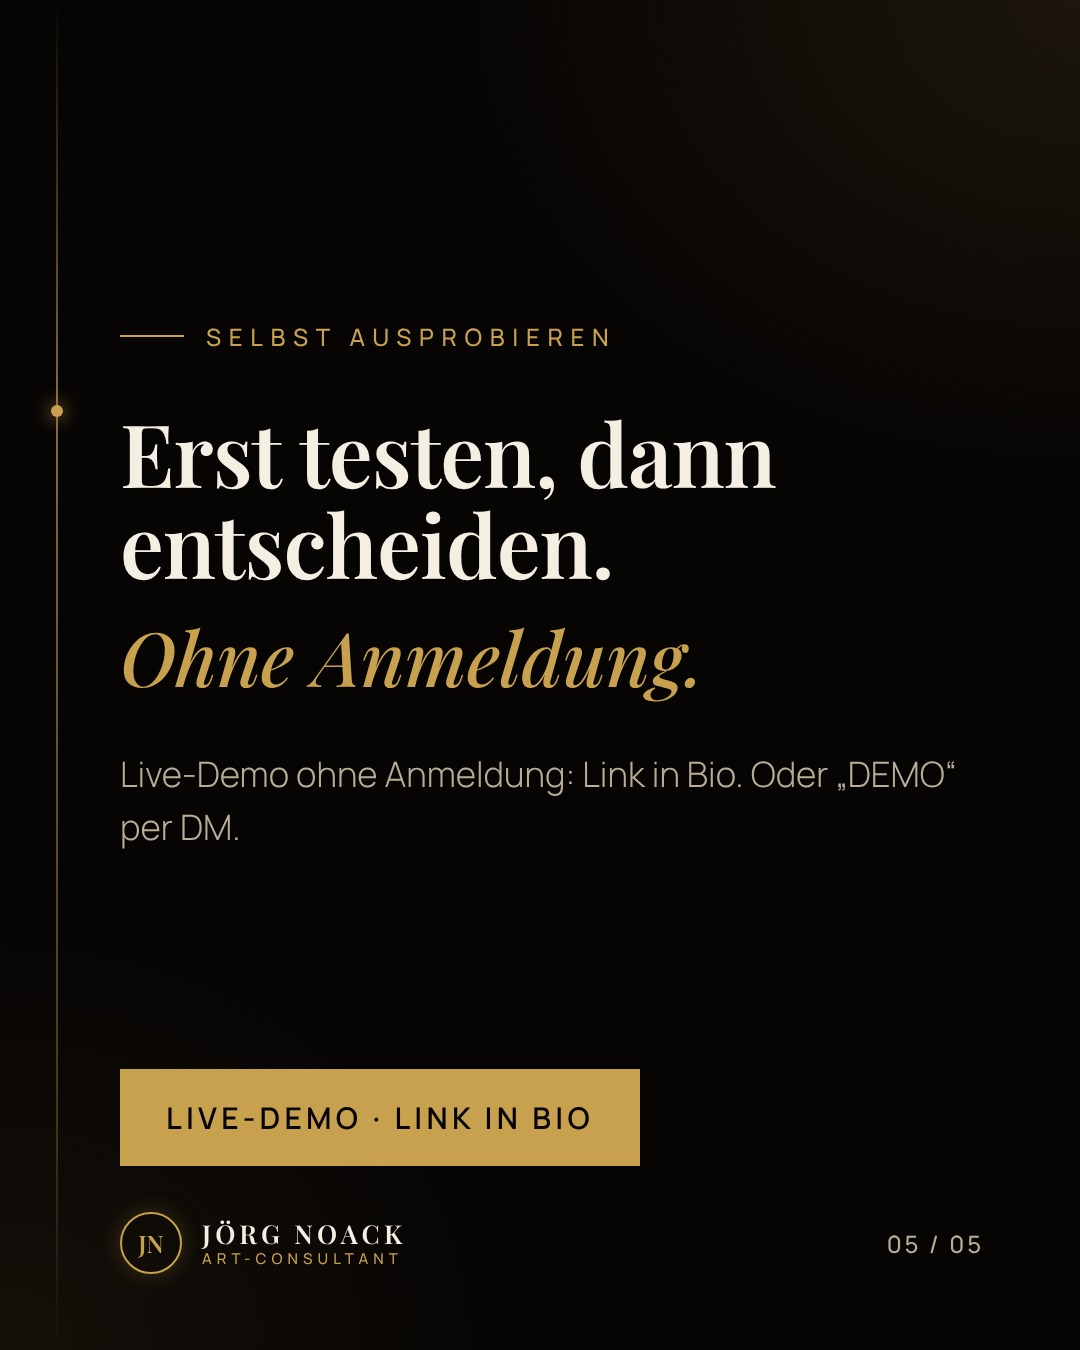 SELBST AUSPROBIEREN
Erst testen, dann
entscheiden.
Ohne Anmeldung.
Live-Demo ohne Anmeldung: Link in Bio. Oder „DEMO“
per DM.
LIVE-DEMO · LINK IN BIO
JN
JÖRG NOACK
ART-CONSULTANT
05 / 05